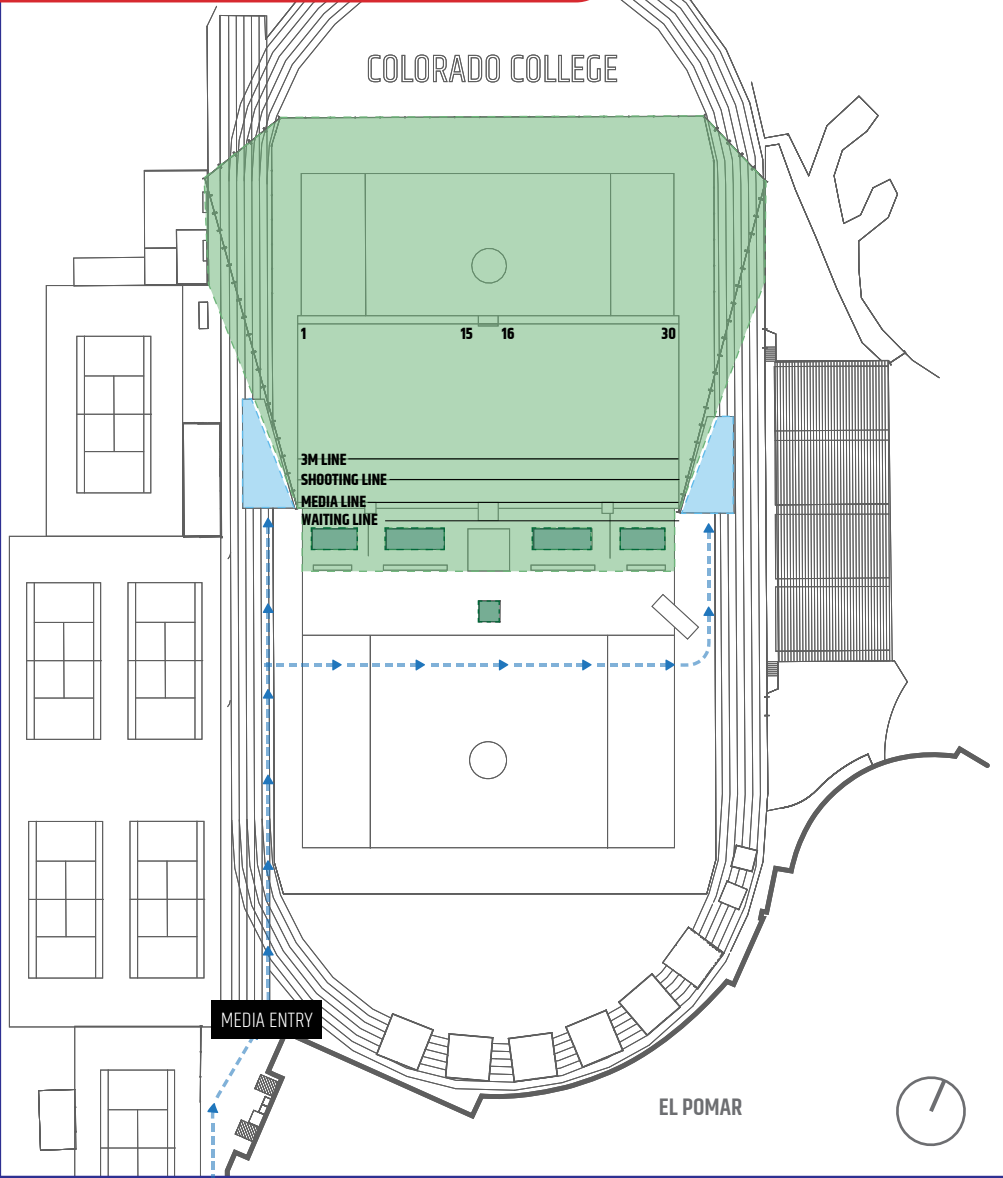 COLORADO COLLEGE
1 15 16 30
3M LINE
SHOOTING LINE
MEDIA LINE
WAITING LINE
MEDIA ENTRY
EL POMAR